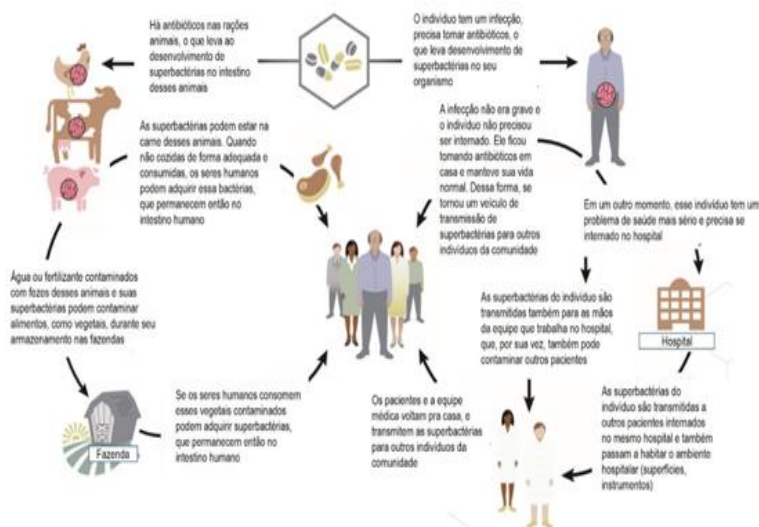 Há antibióticos nas rações
animais, o que leva ao
desenvolvimento de
superbactérias no intestino
desses animais
O indivíduo tem um infecção,
precisa tomar antibióticos, o
que leva desenvolvimento de
superbactérias no seu
organismo
As superbactérias podem estar na
carne desses animais. Quando
não cozidas de forma adequada e
consumidas, os seres humanos
podem adquirir essa bactérias,
que permanecem então no
intestino humano
A infecção não era grave e
o indivíduo não precisou
ser internado. Ele ficou
tomando antibióticos em
casa e manteve sua vida
normal. Dessa forma, se
tornou um veículo de
transmissão de
superbactérias para outros
indivíduos da comunidade
Em um outro momento, esse indivíduo tem um
problema de saúde mais sério e precisa se
internado no hospital
Água ou fertilizante contaminados
com fezes desses animais e suas
superbactérias podem contaminar
alimentos, como vegetais, durante seu
armazenamento nas fazendas
As superbactérias do indivíduo são
transmitidas também para as mãos
da equipe que trabalha no hospital,
que, por sua vez, também pode
contaminar outros pacientes
Hospital
Fazenda
Se os seres humanos consomem
esses vegetais contaminados
podem adquirir superbactérias,
que permanecem então no
intestino humano
Os pacientes e a equipe
médica voltam pra casa, e
transmitem as superbactérias
para outros indivíduos da
comunidade
As superbactérias do
indivíduo são transmitidas a
outros pacientes internados
no mesmo hospital e também
passam a habitar o ambiente
hospitalar (superfícies,
instrumentos)